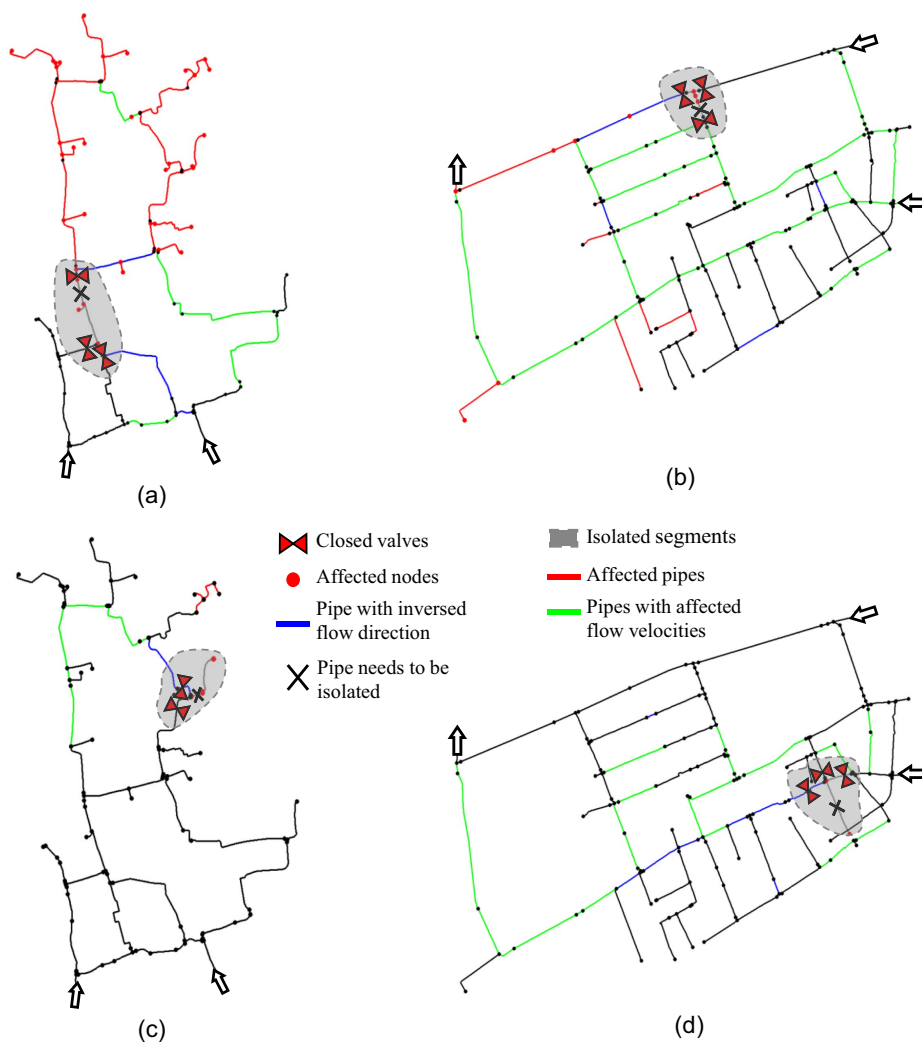 (a)
(b)
Closed valves
Affected nodes
Pipe with inversed
flow direction
Pipe needs to be
isolated
Isolated segments
Affected pipes
Pipes with affected
flow velocities
(c)
(d)